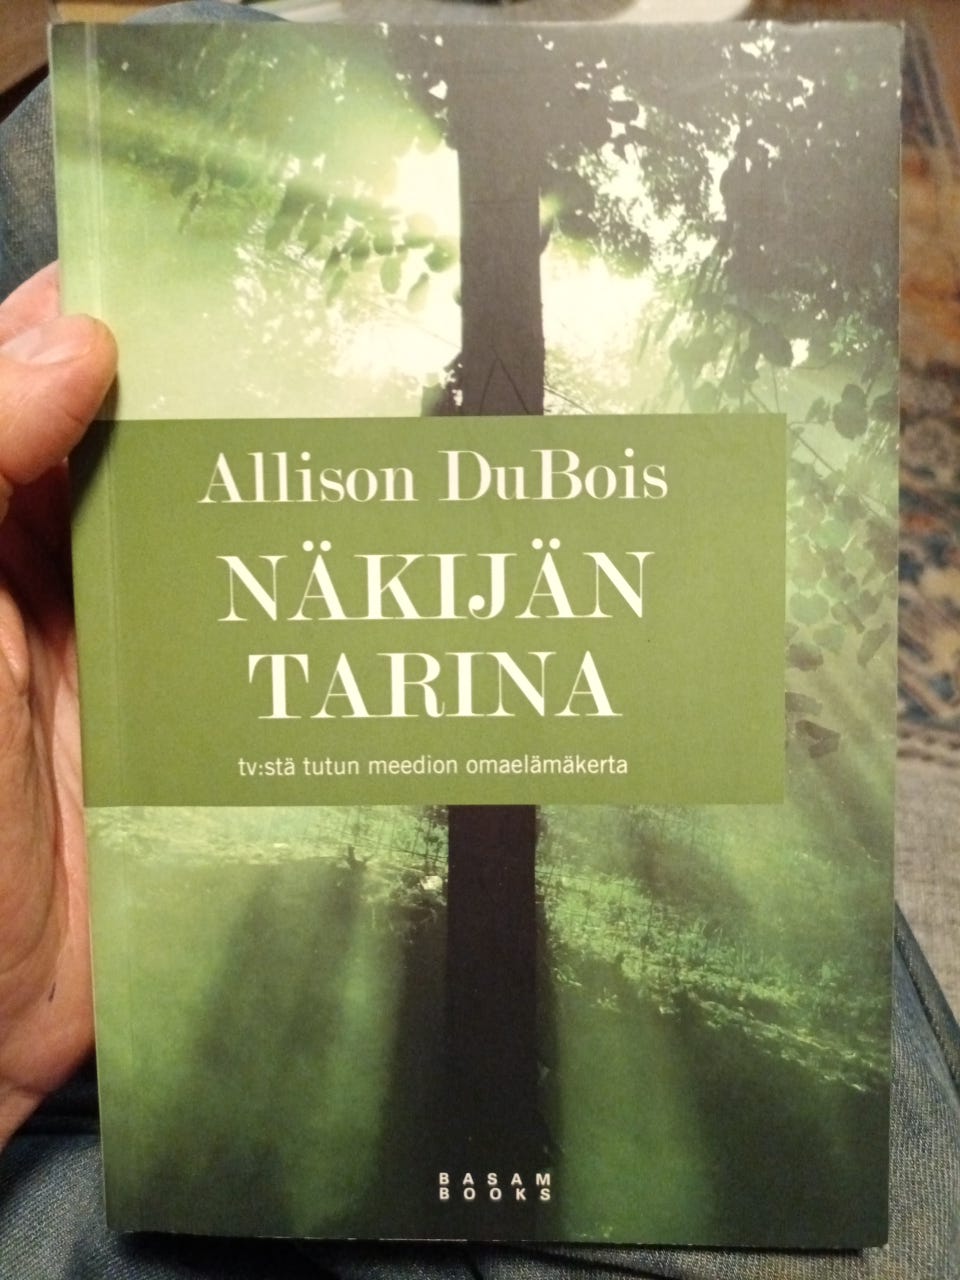 Allison DuBois
NÄKIJÄN
TARINA
tv:stä tutun meedion omaelämäkerta
BASAM
BOOKS